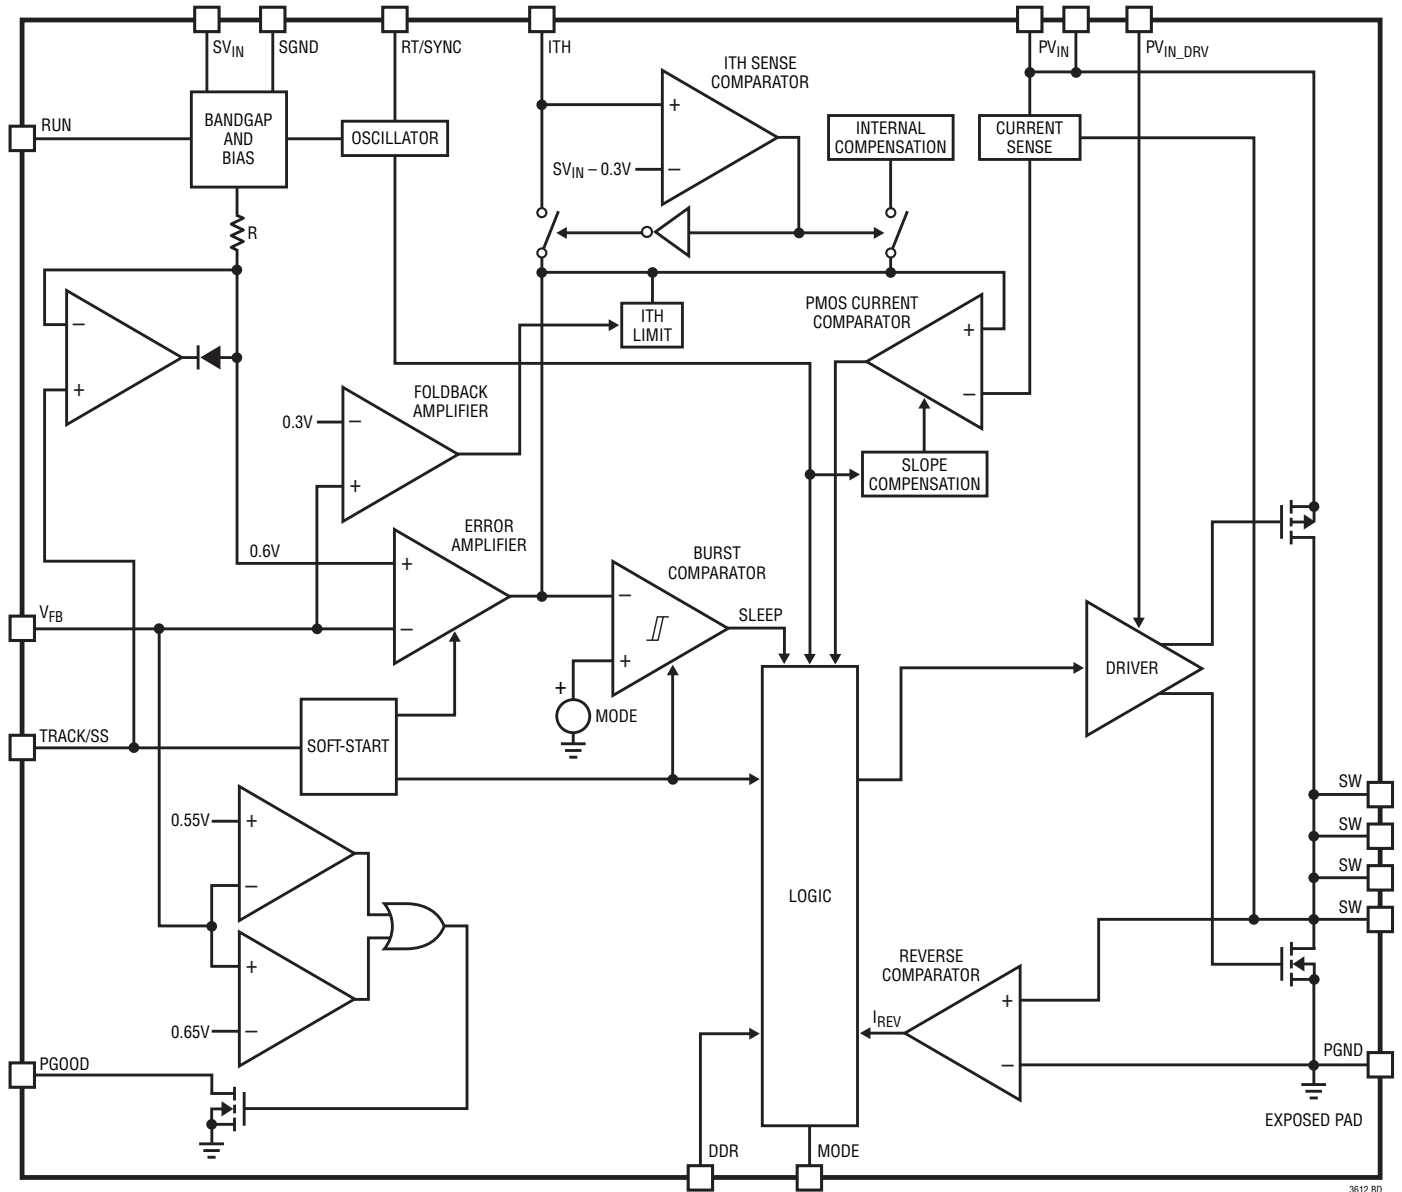 SVIN
SGND
RT/SYNC
ITH
PVIN
PVIN_DRV
ITH SENSE
COMPARATOR
RUN
BANDGAP
AND
BIAS
OSCILLATOR
+
INTERNAL
COMPENSATION
CURRENT
SENSE
SVIN – 0.3V
–
R
PMOS CURRENT
COMPARATOR
ITH
LIMIT
–
+
+
–
FOLDBACK
AMPLIFIER
0.3V
–
+
SLOPE
COMPENSATION
ERROR
AMPLIFIER
0.6V
+
–
BURST
COMPARATOR
–
+
SLEEP
VFB
DRIVER
+
MODE
TRACK/SS
SOFT-START
SW
SW
SW
SW
0.55V
+
–
LOGIC
+
0.65V
–
REVERSE
COMPARATOR
+
IREV
–
PGOOD
PGND
EXPOSED PAD
DDR
MODE
3612 BD